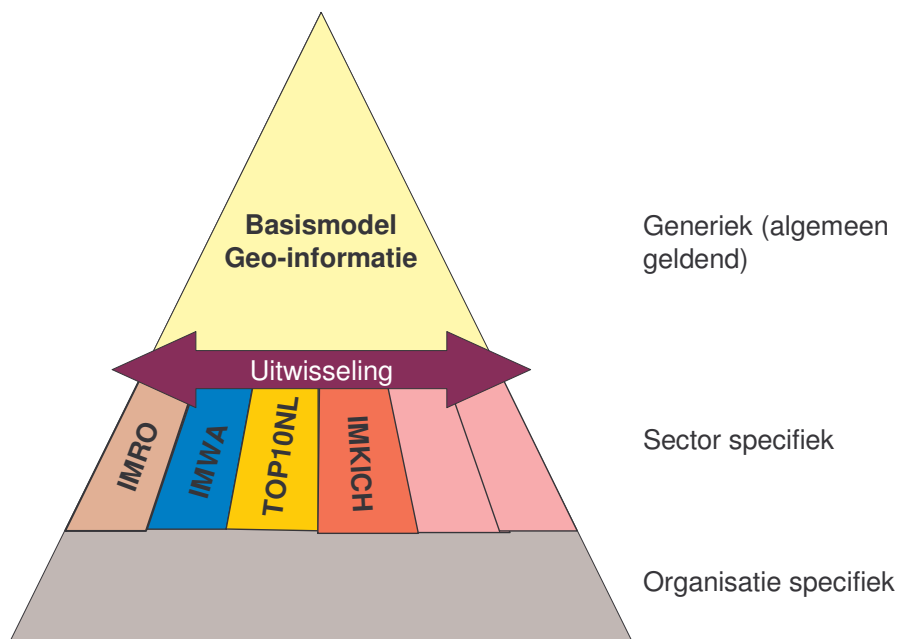 Basismodel
Geo-informatie
Generiek (algemeen
geldend)
Uitwisseling
IMRO
IMWA
TOP10NL
IMKICH
Sector specifiek
Organisatie specifiek